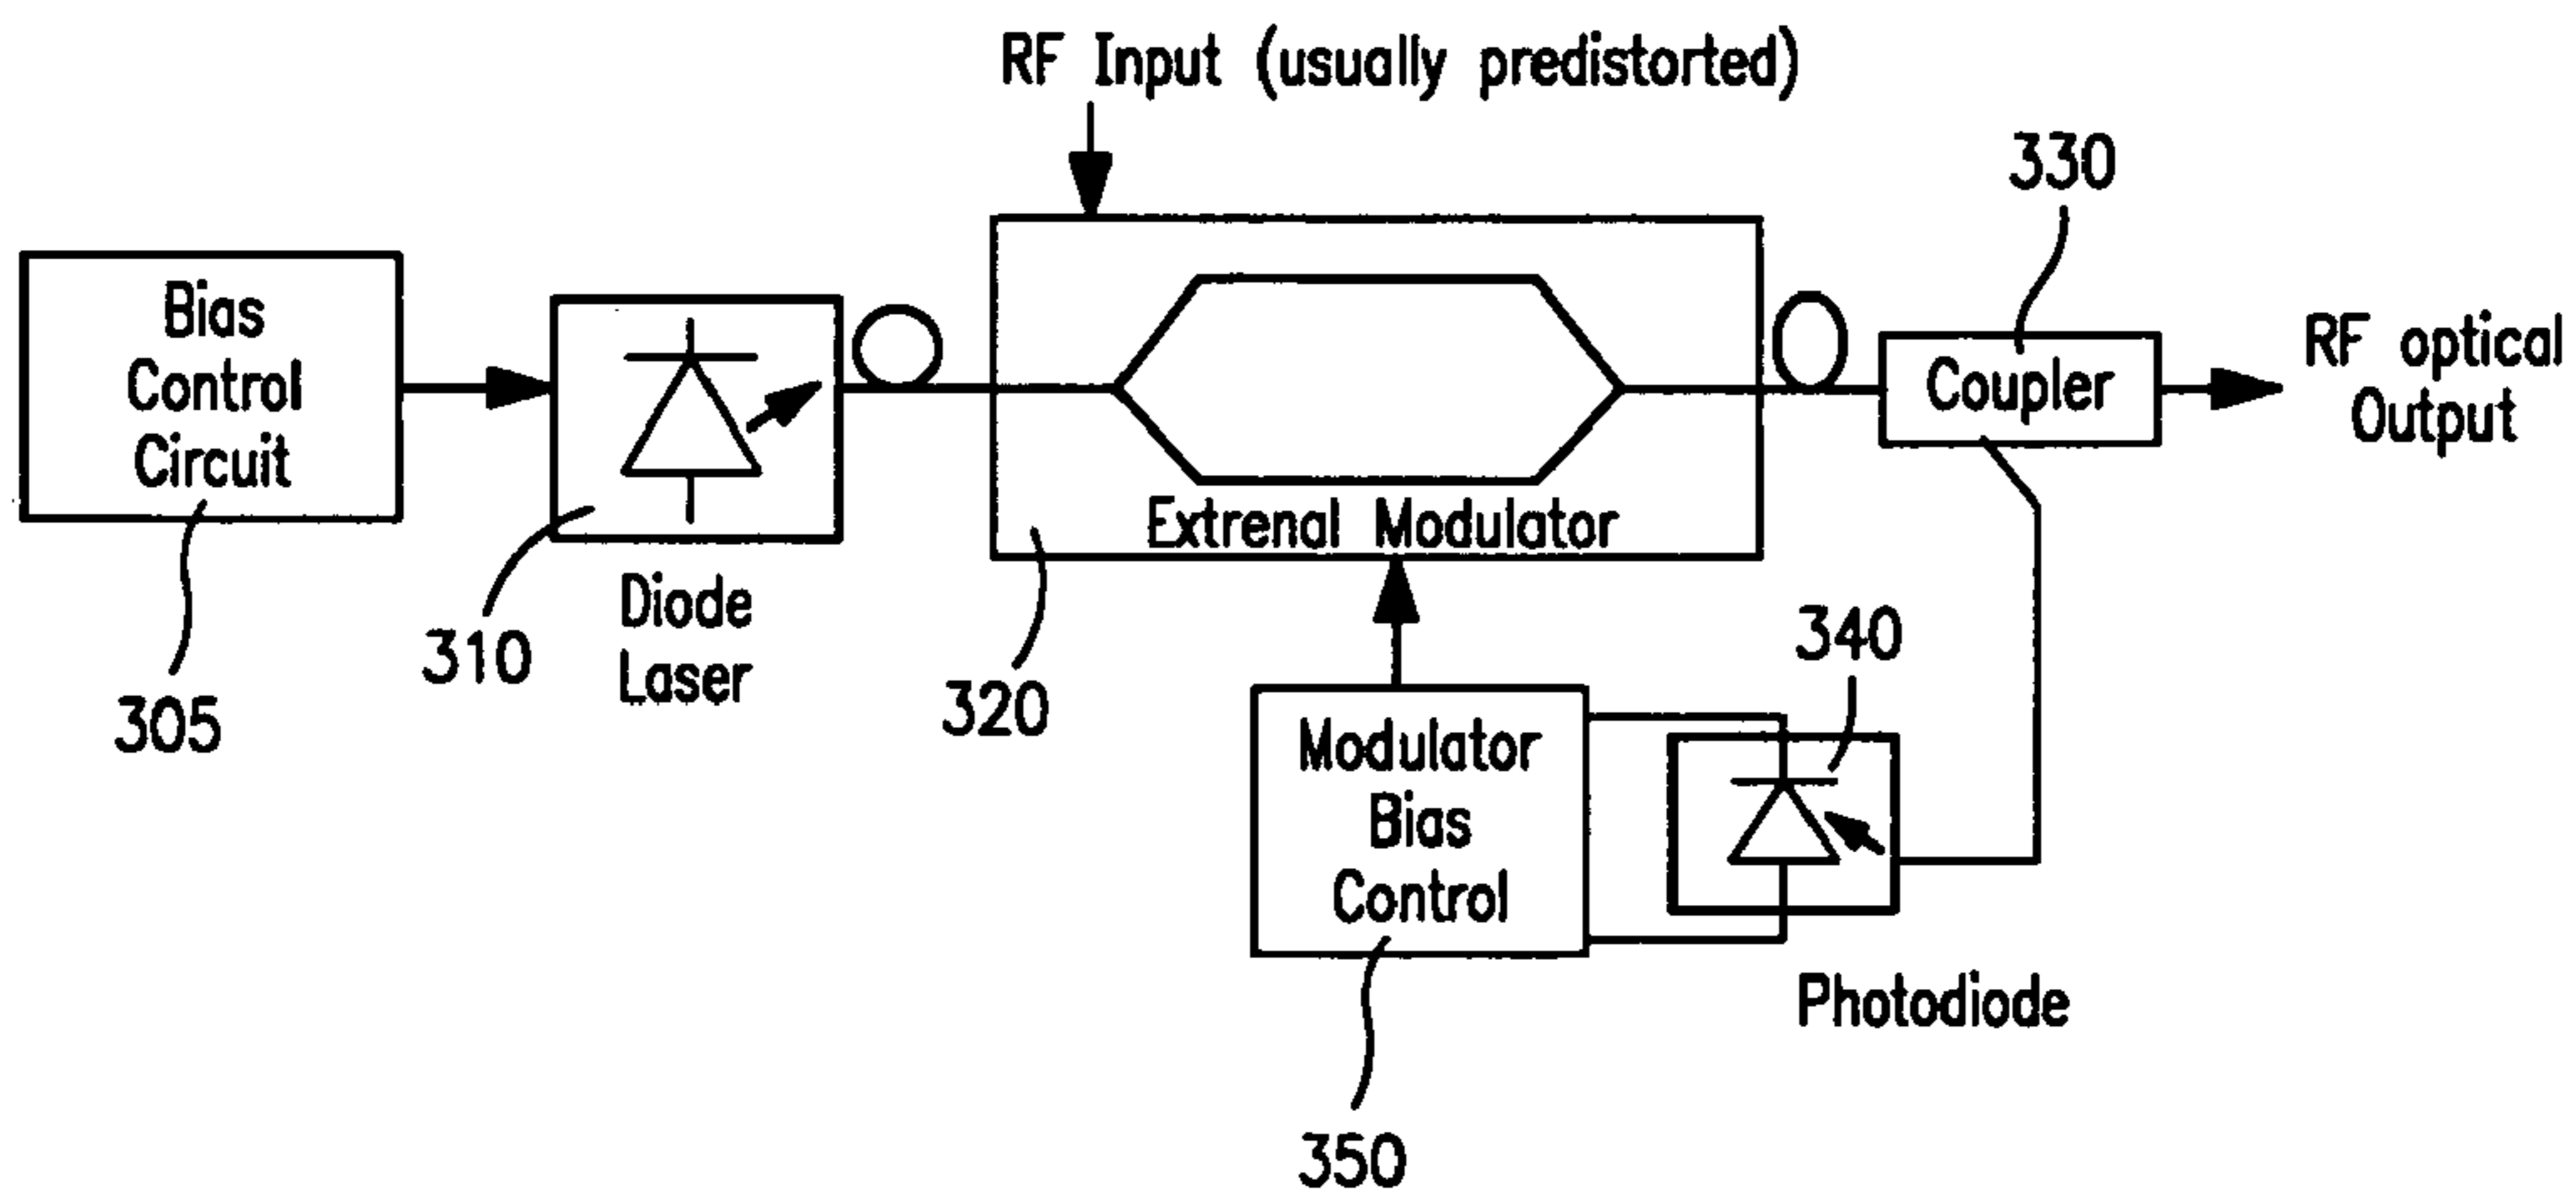 RF Input (usually predistorted)
330
Bias
Control
Circuit
RF optical
Output
Coupler
Extrenal Modulator
Diode
Laser
310
305
320
340
Modulator
Bias
Control
Photodiode
350